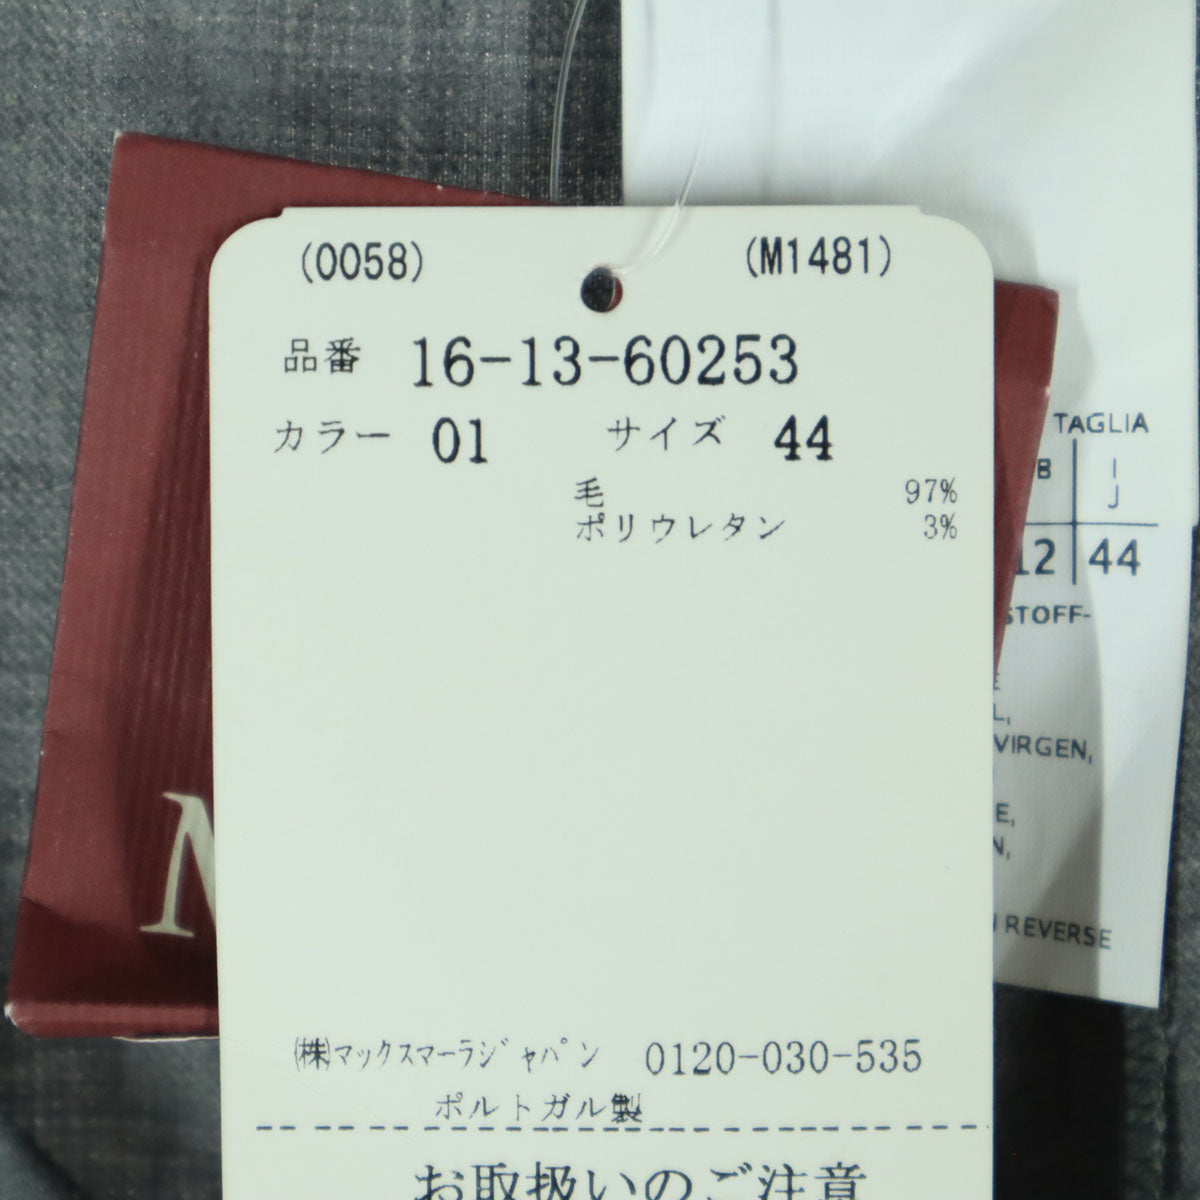 (0058) (M1481)
品番 16-13-60253
カラー 01 サイズ 44
毛 97%
ポリウレタン 3%
㈱マックスマーラジャパン 0120-030-535
ポルトガル製
お取扱いのご注意
TAGLIA
B I
J
12 44
STOFF-
L,
VIRGEN,
E,
N,
REVERSE